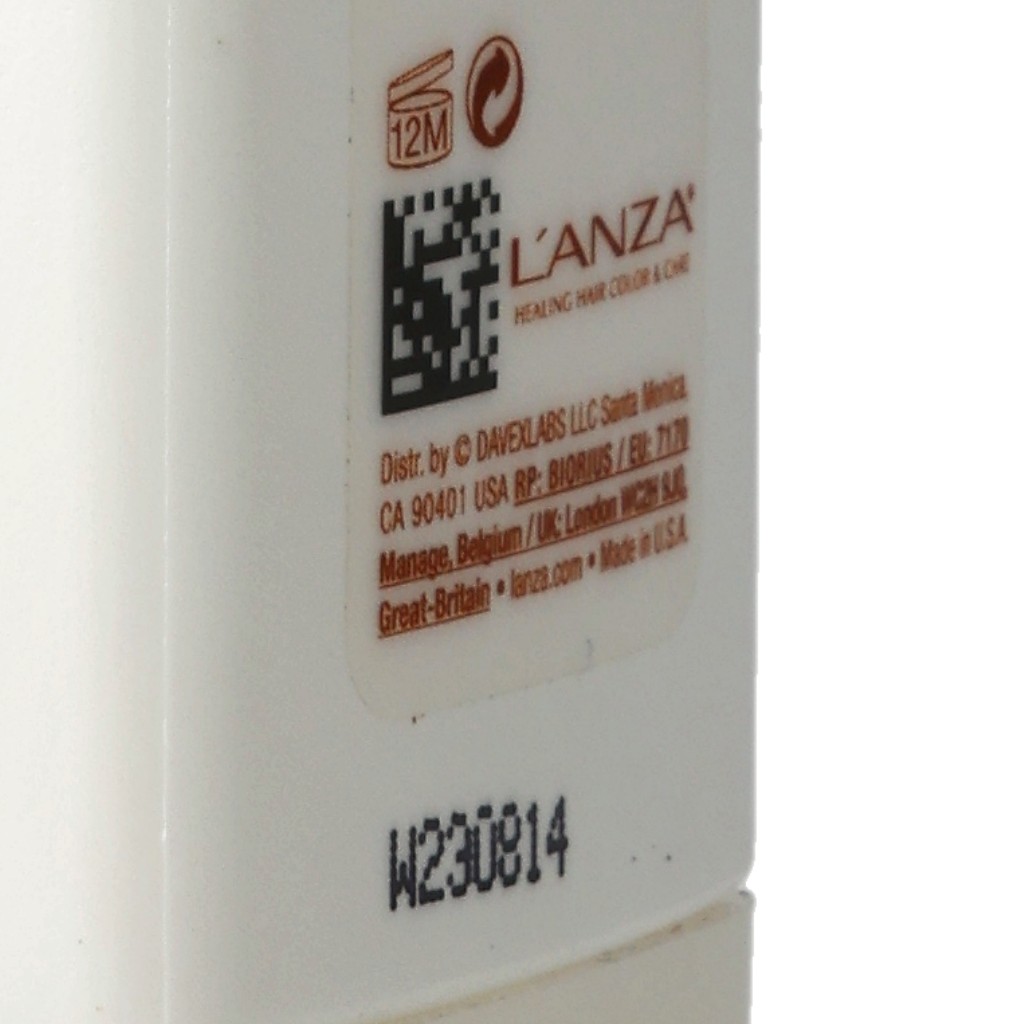 12M
L'ANZA
HEALING HAIR COLOR & CARE
Distr. by © DAVEXLABS LLC Santa Monica,
CA 90401 USA RP: BIORIUS / EU: 7170
Manage, Belgium / UK: London WC2H 9JQ,
Great-Britain • lanza.com • Made in U.S.A.
W230814